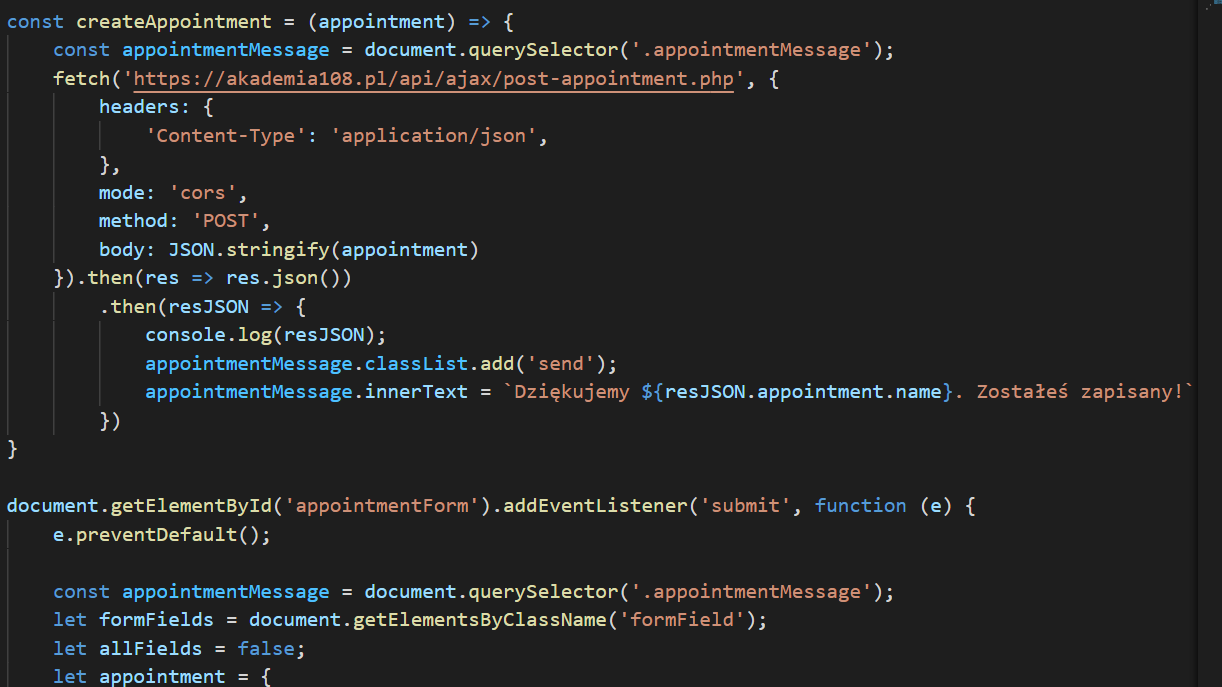 const createAppointment = (appointment) => {
    const appointmentMessage = document.querySelector('.appointmentMessage');
    fetch('https://akademia108.pl/api/ajax/post-appointment.php', {
        headers: {
            'Content-Type': 'application/json',
        },
        mode: 'cors',
        method: 'POST',
        body: JSON.stringify(appointment)
    }).then(res => res.json())
        .then(resJSON => {
            console.log(resJSON);
            appointmentMessage.classList.add('send');
            appointmentMessage.innerText = `Dziękujemy ${resJSON.appointment.name}. Zostałeś zapisany!`
        })
}

document.getElementById('appointmentForm').addEventListener('submit', function (e) {
    e.preventDefault();

    const appointmentMessage = document.querySelector('.appointmentMessage');
    let formFields = document.getElementsByClassName('formField');
    let allFields = false;
    let appointment = {